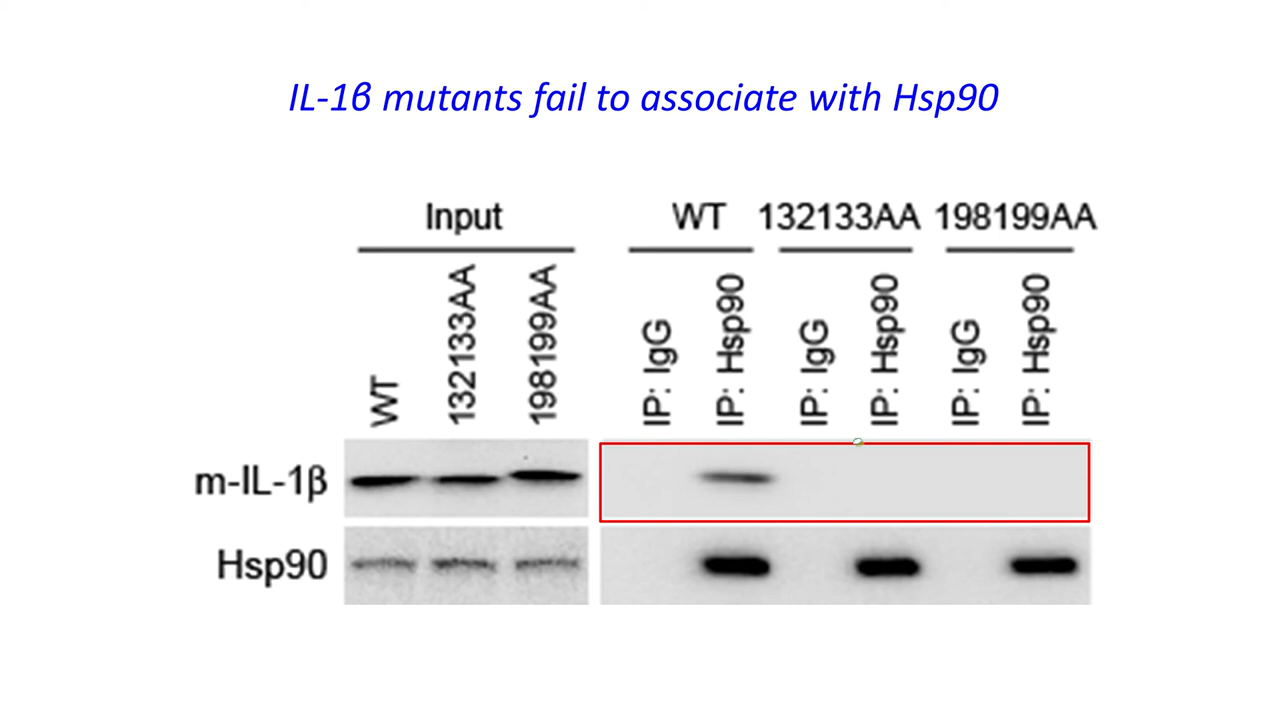 IL-1β mutants fail to associate with Hsp90
Input
WT 132133AA 198199AA
WT 132133AA 198199AA
IP: IgG IP: Hsp90 IP: IgG IP: Hsp90 IP: IgG IP: Hsp90
m-IL-1β
Hsp90